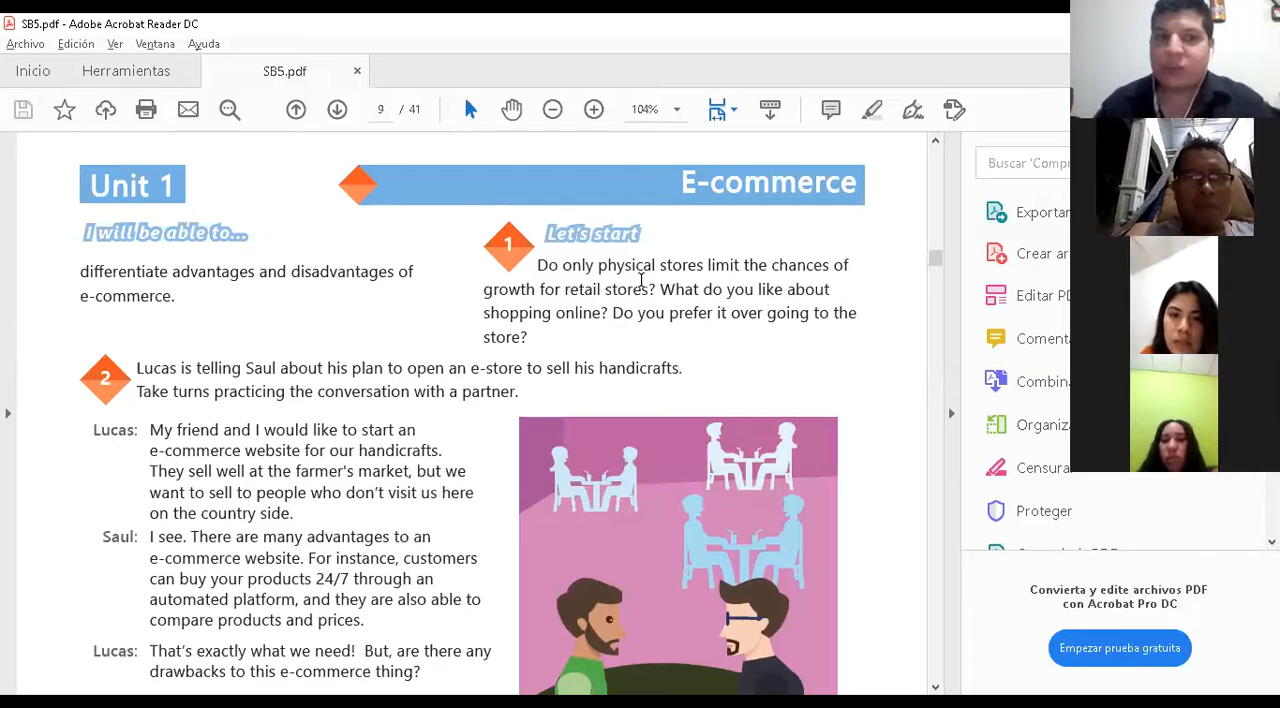 SB5.pdf - Adobe Acrobat Reader DC
Archivo Edición Ver Ventana Ayuda
Inicio Herramientas SB5.pdf ×
9 / 41 104%
Unit 1 E-commerce
I will be able to...
differentiate advantages and disadvantages of
e-commerce.
1 Let's start
Do only physical stores limit the chances of
growth for retail stores? What do you like about
shopping online? Do you prefer it over going to the
store?
2 Lucas is telling Saul about his plan to open an e-store to sell his handicrafts.
Take turns practicing the conversation with a partner.
Lucas: My friend and I would like to start an
e-commerce website for our handicrafts.
They sell well at the farmer's market, but we
want to sell to people who don't visit us here
on the country side.
Saul: I see. There are many advantages to an
e-commerce website. For instance, customers
can buy your products 24/7 through an
automated platform, and they are also able to
compare products and prices.
Lucas: That's exactly what we need! But, are there any
drawbacks to this e-commerce thing?
Buscar 'Comp
Exportar
Crear ar
Editar PD
Coment
Combin
Organiz
Censura
Proteger
Convierta y edite archivos PDF
con Acrobat Pro DC
Empezar prueba gratuita